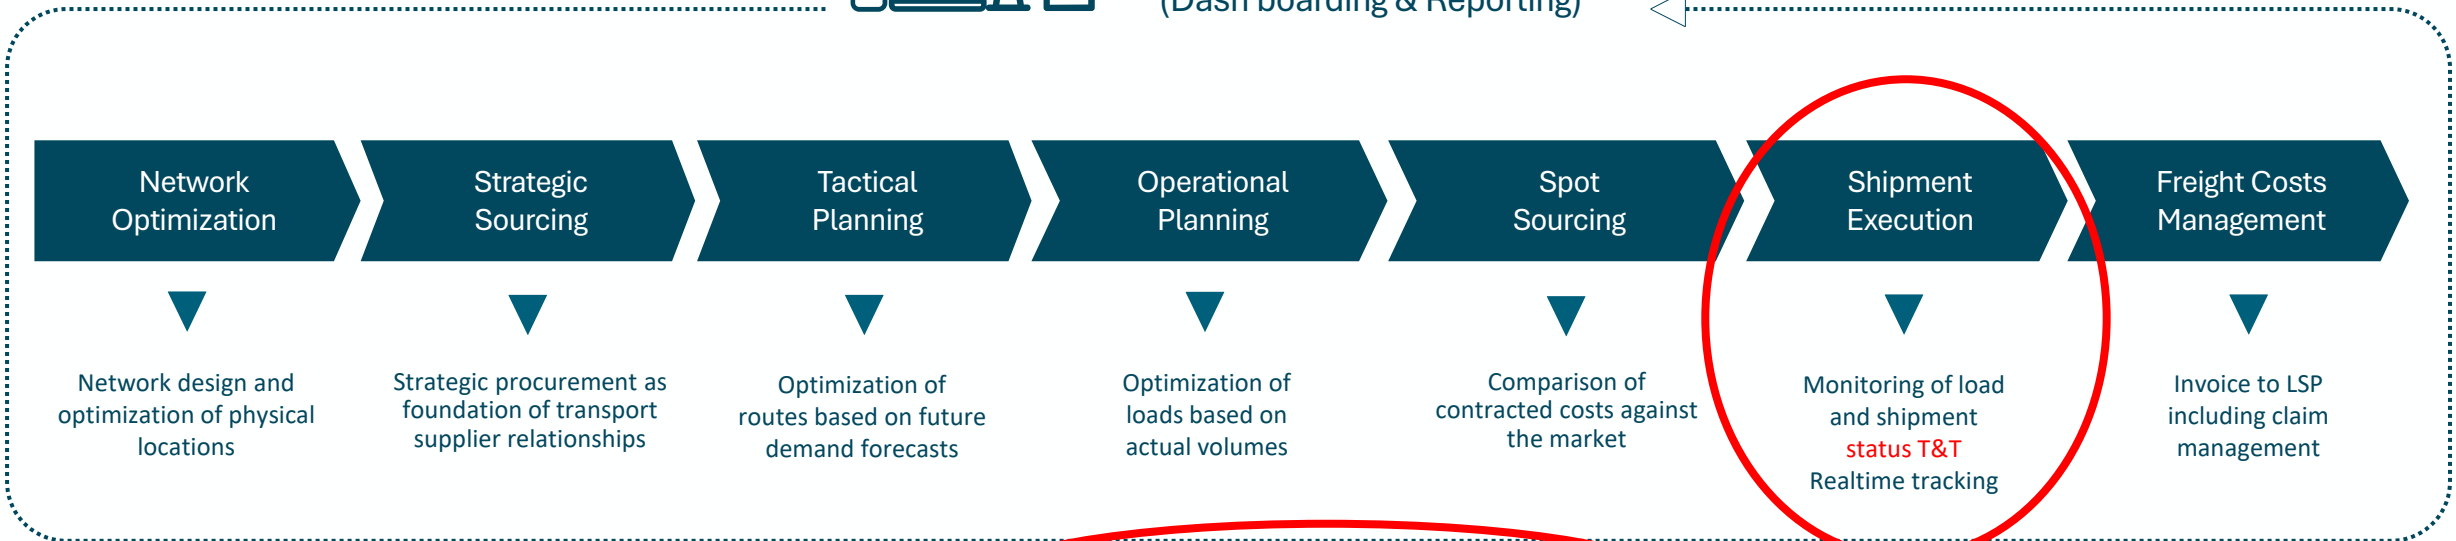 (Dash boarding & Reporting)
Network
Optimization
Strategic
Sourcing
Tactical
Planning
Operational
Planning
Spot
Sourcing
Shipment
Execution
Freight Costs
Management
Network design and
optimization of physical
locations
Strategic procurement as
foundation of transport
supplier relationships
Optimization of
routes based on future
demand forecasts
Optimization of
loads based on
actual volumes
Comparison of
contracted costs against
the market
Monitoring of load
and shipment
status T&T
Realtime tracking
Invoice to LSP
including claim
management